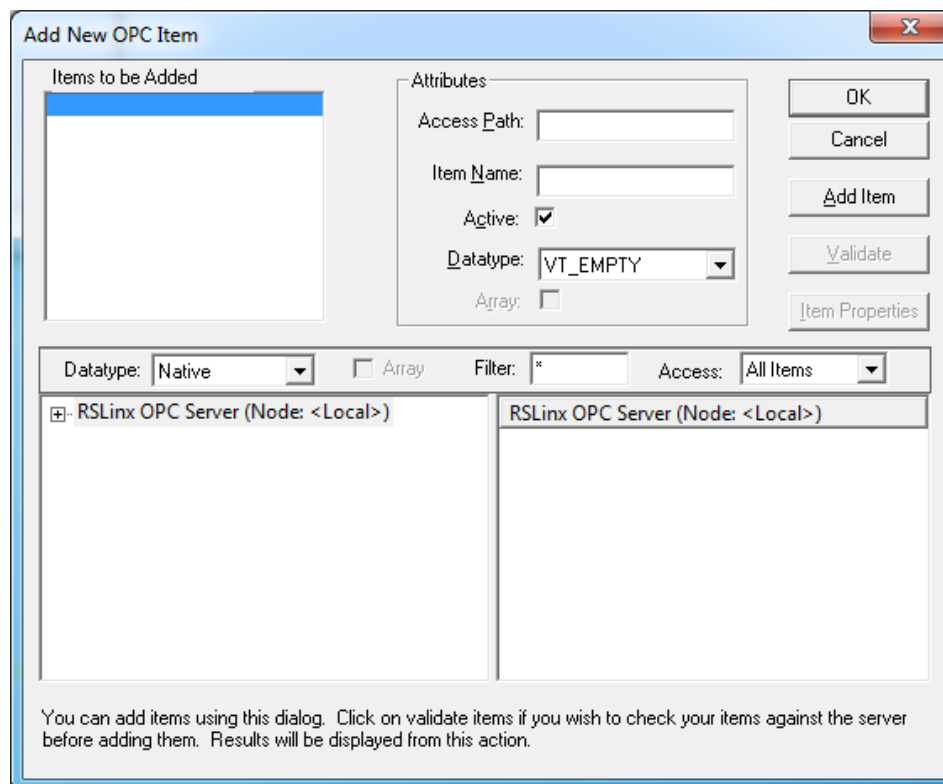 Add New OPC Item
Items to be Added
Attributes
Access Path:
Item Name:
Active:
Datatype: VT_EMPTY
Array:
OK
Cancel
Add Item
Validate
Item Properties
Datatype: Native Array Filter: * Access: All Items
RSLinx OPC Server (Node: <Local>)
RSLinx OPC Server (Node: <Local>)
You can add items using this dialog. Click on validate items if you wish to check your items against the server
before adding them. Results will be displayed from this action.